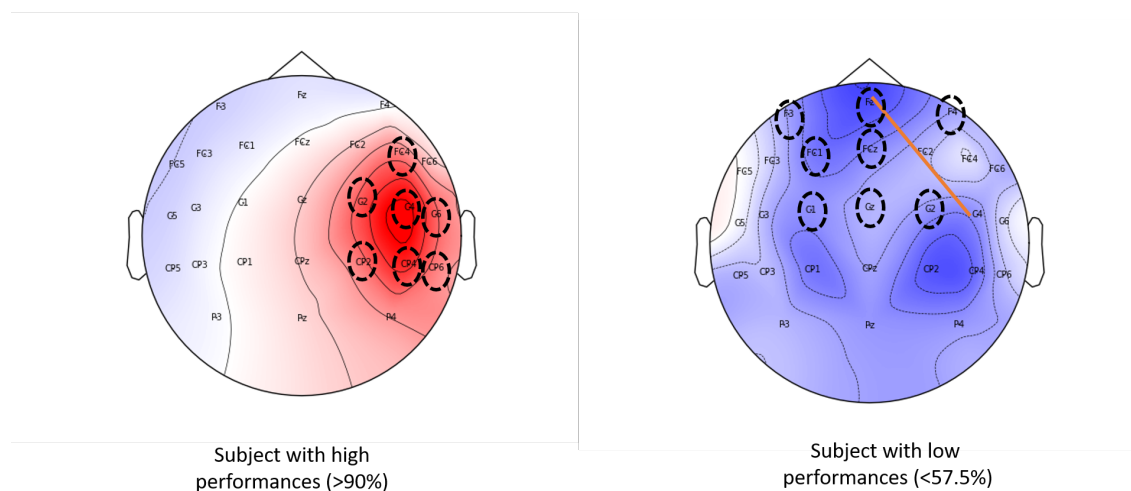 Fz
F3 F4
FC1 FCz FC2
FC5 FC3 FC4 FC6
C5 C3 C1 Cz C2 C4 C6
CP5 CP3 CP1 CPz CP2 CP4 CP6
P3 Pz P4
Subject with high
performances (>90%)
Fz
F3 F4
FC1 FCz FC2
FC5 FC3 FC4 FC6
C5 C3 C1 Cz C2 C4 C6
CP5 CP3 CP1 CPz CP2 CP4 CP6
P3 Pz P4
Subject with low
performances (<57.5%)